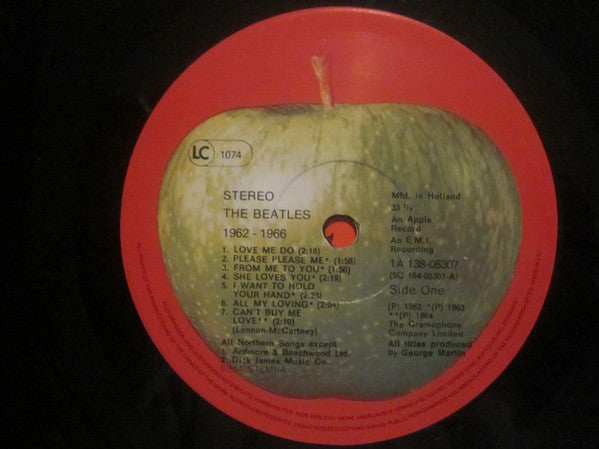 LC 1074
STEREO
THE BEATLES
1962 - 1966
1. LOVE ME DO (2:18)
2. PLEASE PLEASE ME* (1:58)
3. FROM ME TO YOU* (1:56)
4. SHE LOVES YOU* (2:19)
5. I WANT TO HOLD
YOUR HAND* (2:23)
6. ALL MY LOVING* (2:04)
7. CAN'T BUY ME
LOVE** (2:10)
(Lennon-McCartney)
All Northern Songs except
1. Ardmore & Beechwood Ltd.
2. Dick James Music Co.
STEMRA
Mfd. in Holland
33 1/3
An Apple
Record
An E.M.I.
Recording
1A 138-05307
(5C 184-05307-A)
Side One
(P) 1962 *(P) 1963
**(P) 1964
The Gramophone
Company Limited
All titles produced
by George Martin